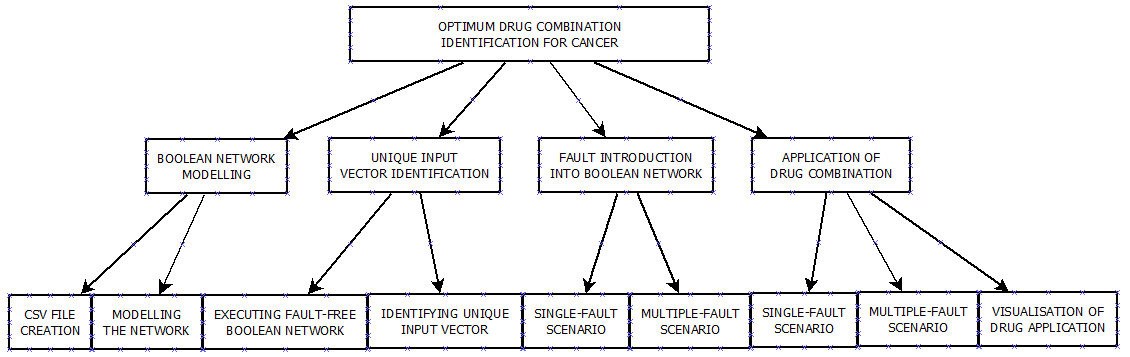 OPTIMUM DRUG COMBINATION
IDENTIFICATION FOR CANCER
BOOLEAN NETWORK
MODELLING
UNIQUE INPUT
VECTOR IDENTIFICATION
FAULT INTRODUCTION
INTO BOOLEAN NETWORK
APPLICATION OF
DRUG COMBINATION
CSV FILE
CREATION
MODELLING
THE NETWORK
EXECUTING FAULT-FREE
BOOLEAN NETWORK
IDENTIFYING UNIQUE
INPUT VECTOR
SINGLE-FAULT
SCENARIO
MULTIPLE-FAULT
SCENARIO
SINGLE-FAULT
SCENARIO
MULTIPLE-FAULT
SCENARIO
VISUALISATION OF
DRUG APPLICATION